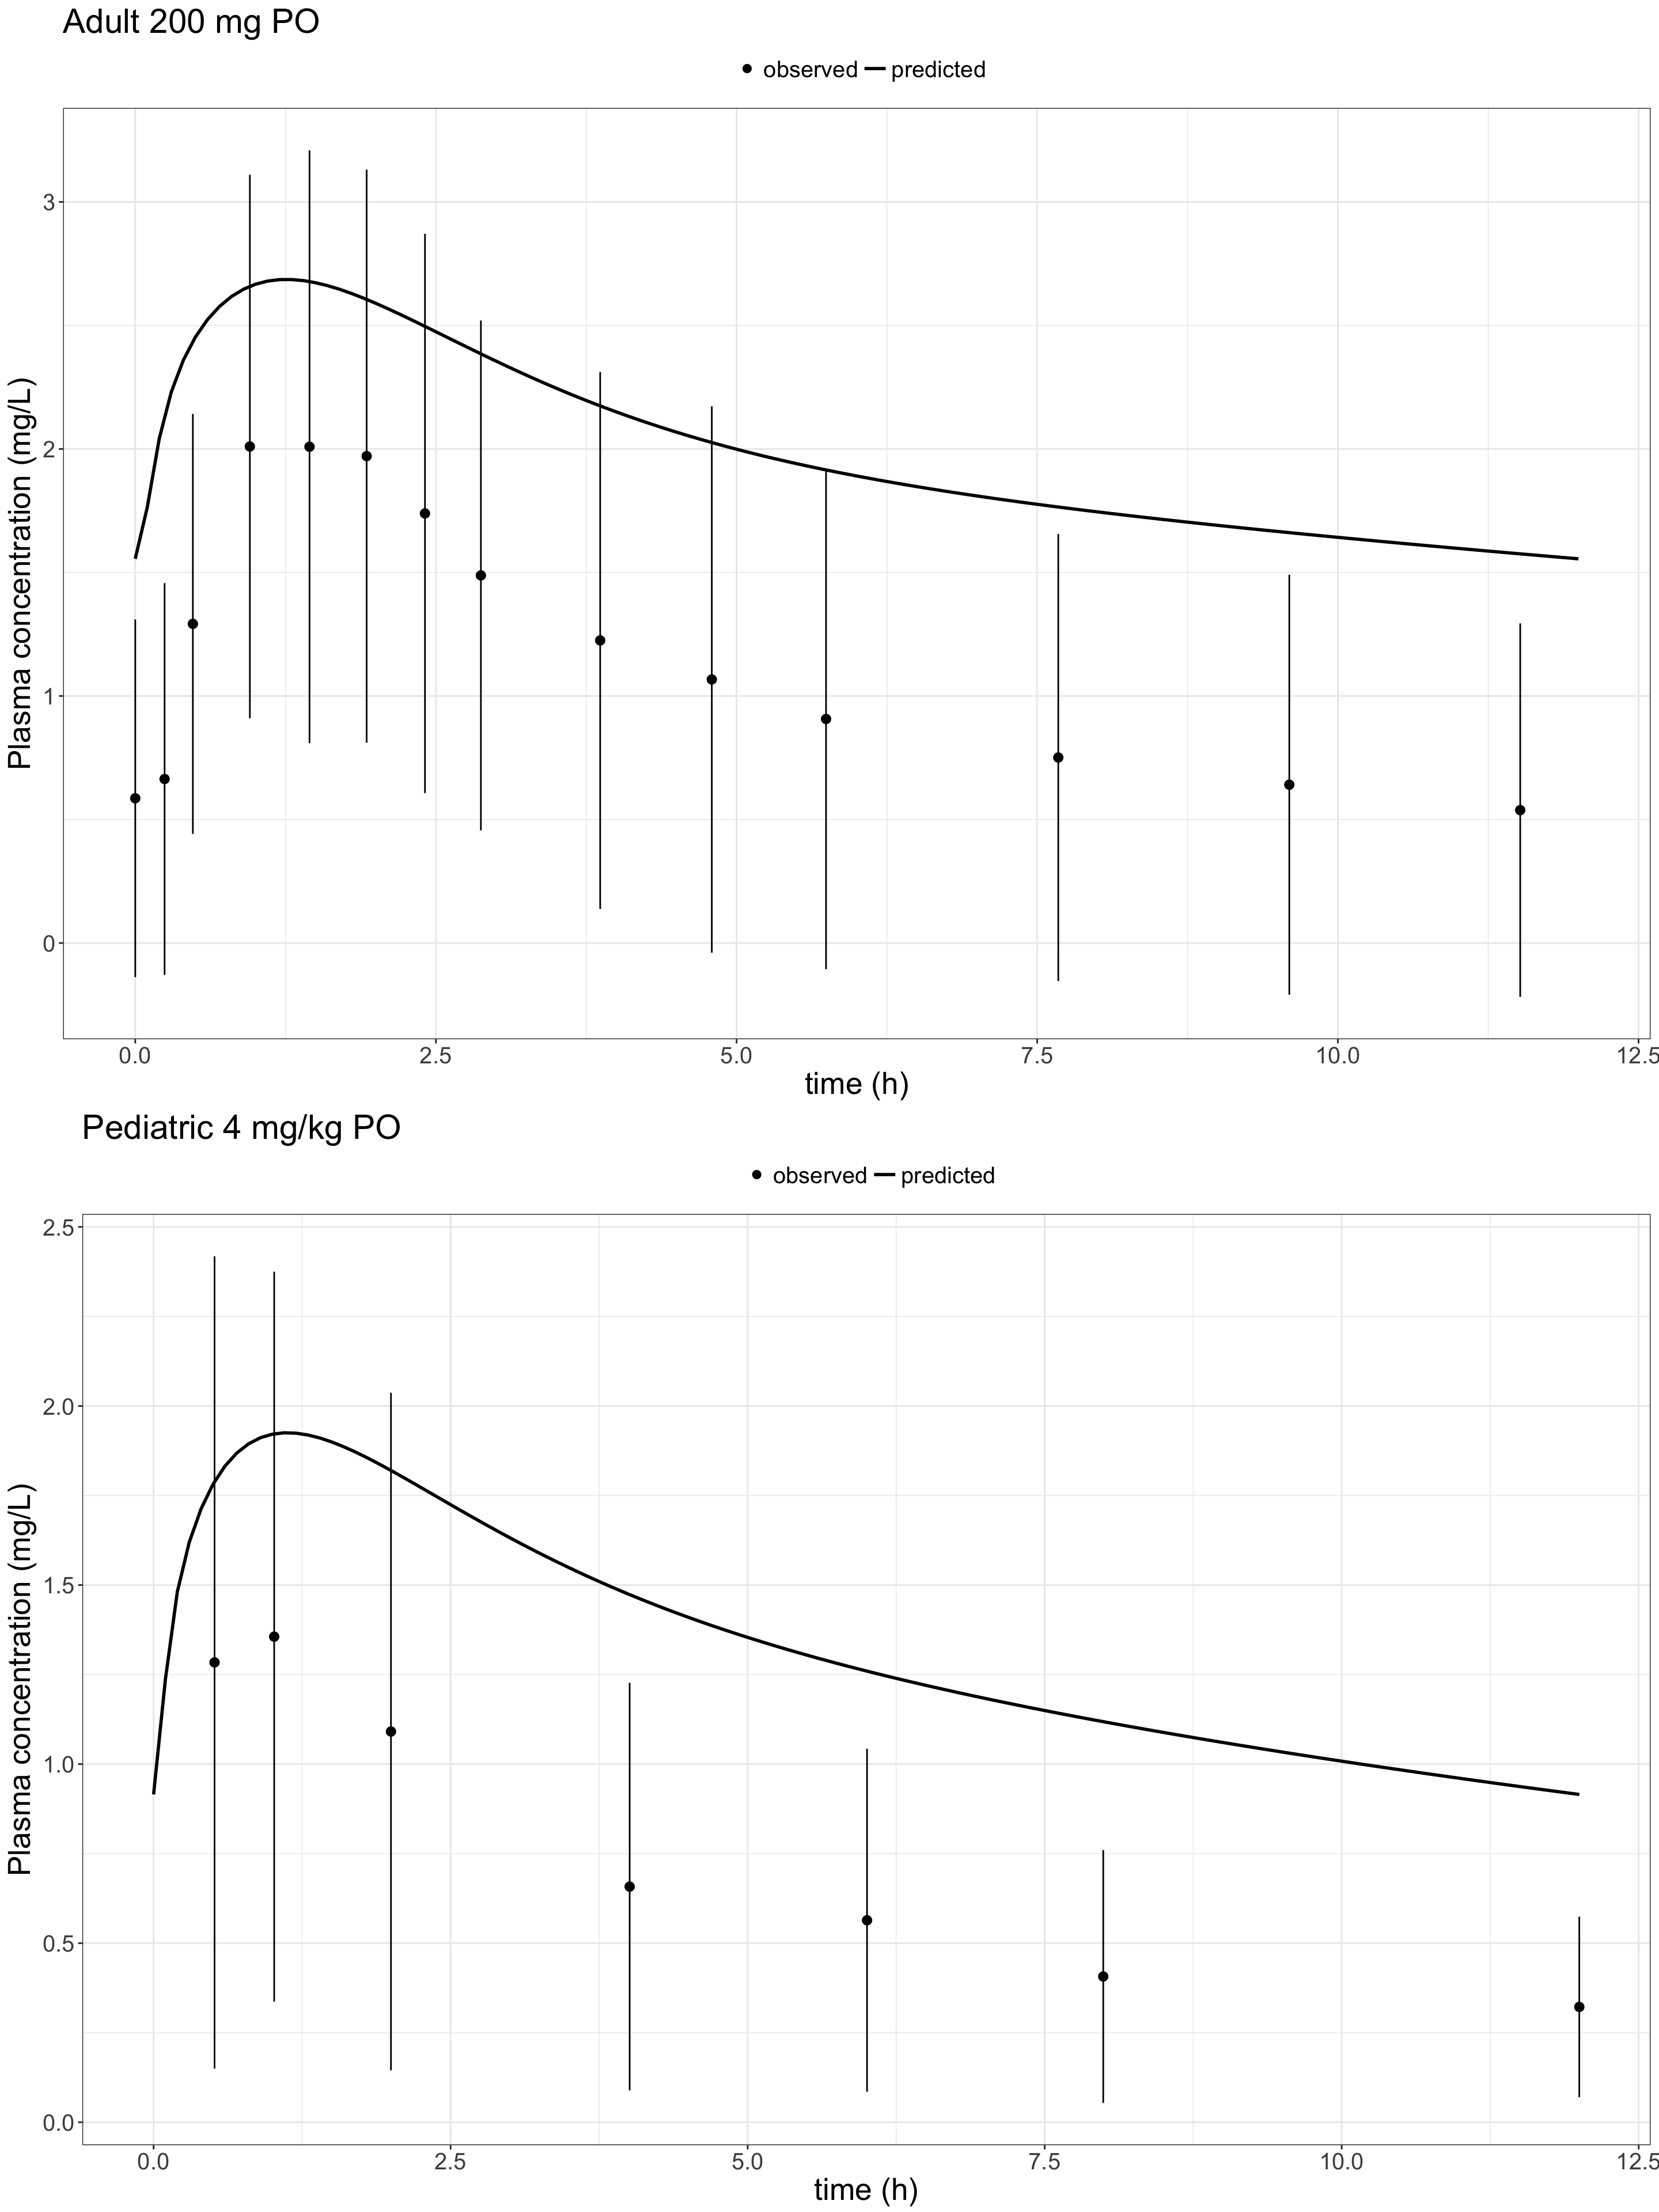 Adult 200 mg PO
observed predicted
3
2
1
0
Plasma concentration (mg/L)
0.0 2.5 5.0 7.5 10.0 12.5
time (h)
Pediatric 4 mg/kg PO
observed predicted
2.5
2.0
1.5
1.0
0.5
0.0
Plasma concentration (mg/L)
0.0 2.5 5.0 7.5 10.0 12.5
time (h)